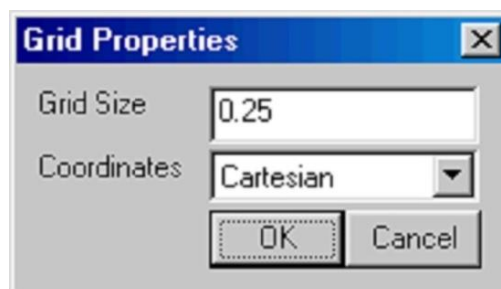 Grid Properties
Grid Size 0.25
Coordinates Cartesian
OK Cancel